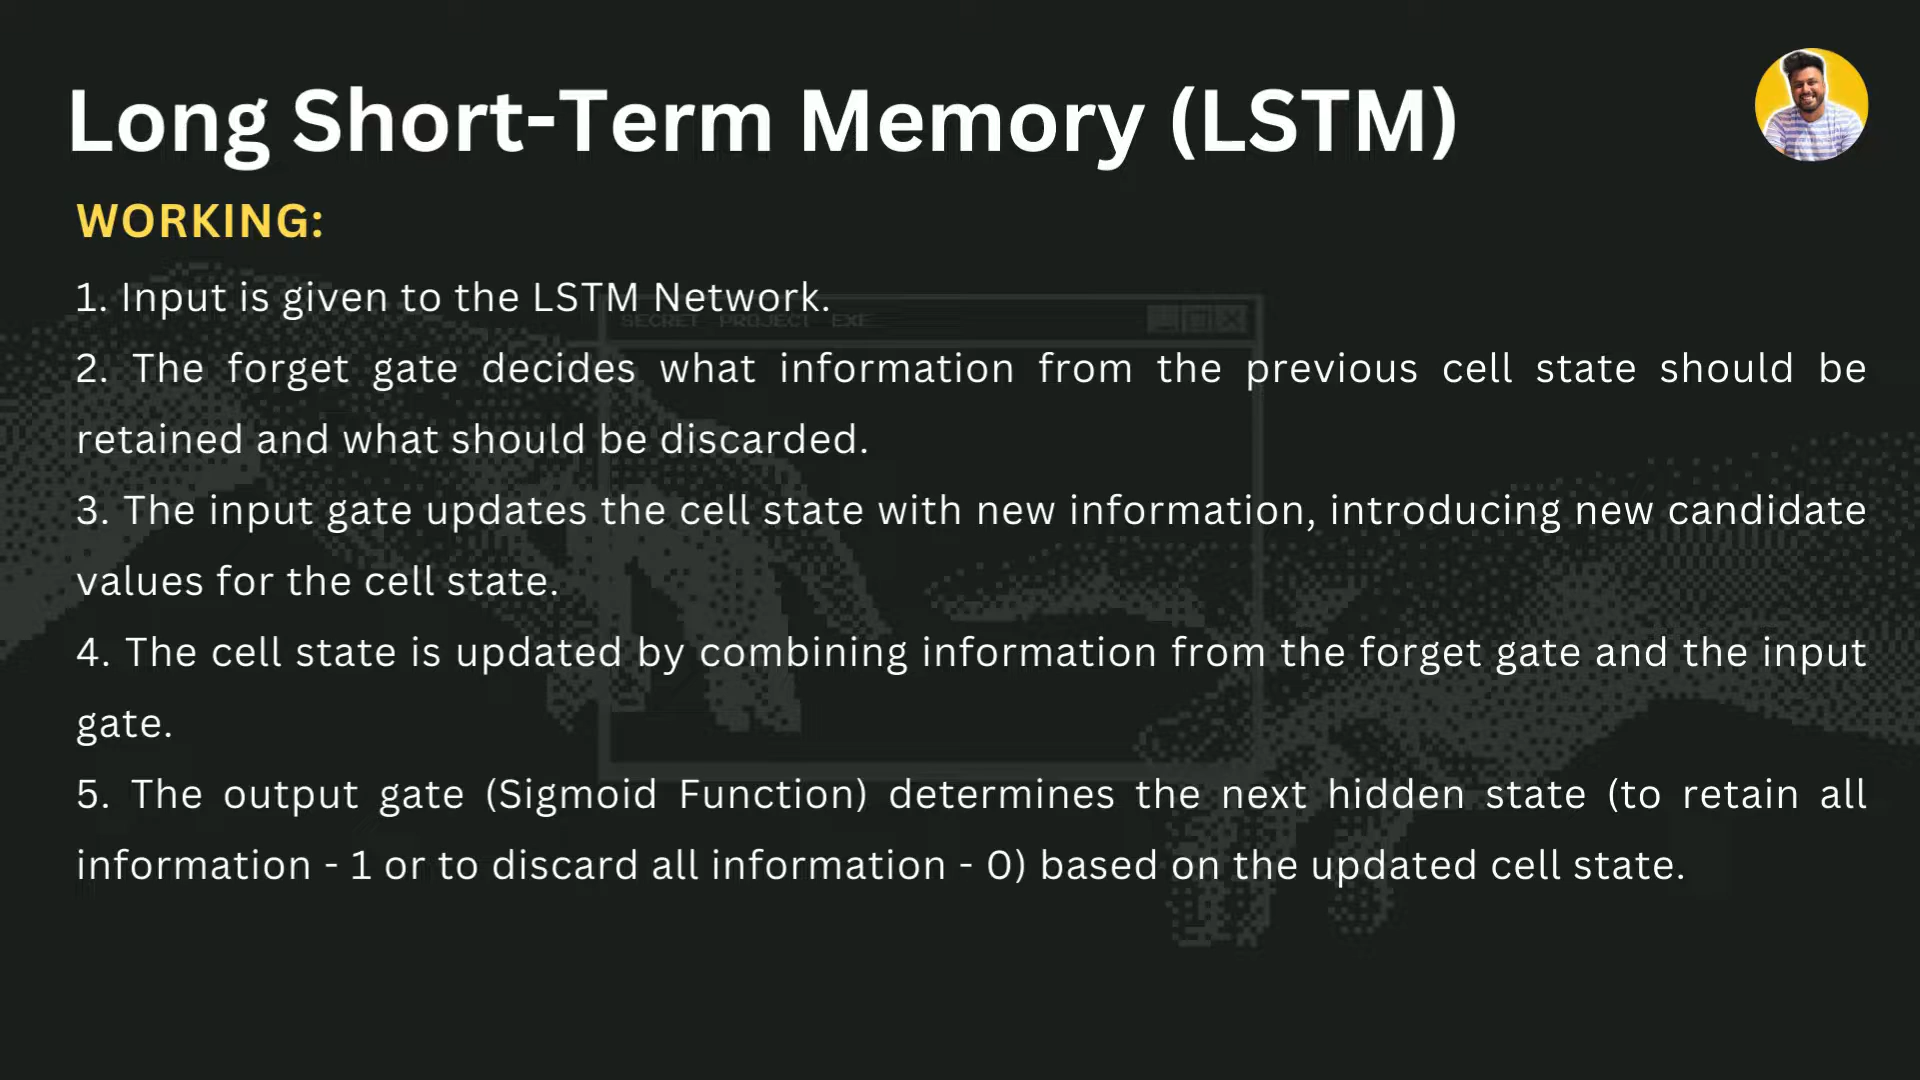 Long Short-Term Memory (LSTM)
WORKING:
1. Input is given to the LSTM Network.
SECRET PROJECT EXE
2. The forget gate decides what information from the previous cell state should be
retained and what should be discarded.
3. The input gate updates the cell state with new information, introducing new candidate
values for the cell state.
4. The cell state is updated by combining information from the forget gate and the input
gate.
5. The output gate (Sigmoid Function) determines the next hidden state (to retain all
information - 1 or to discard all information - 0) based on the updated cell state.